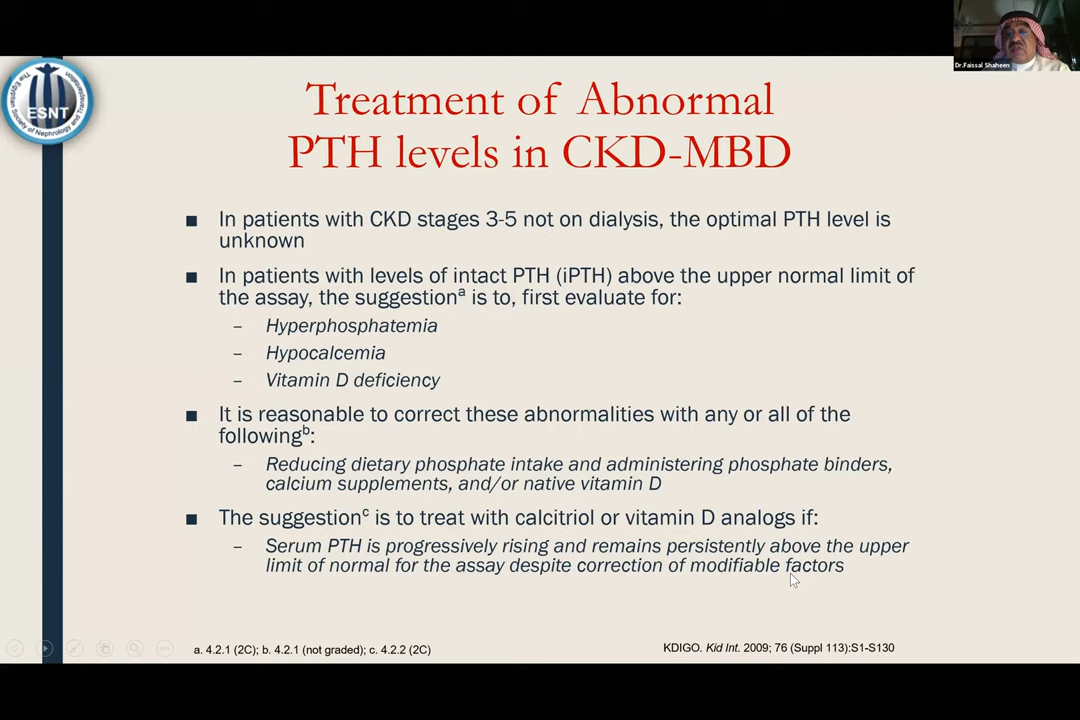 Dr.Faissal Shaheen
The Egyptian Society of Nephrology and Transplantation
ESNT
Treatment of Abnormal
PTH levels in CKD-MBD
■ In patients with CKD stages 3-5 not on dialysis, the optimal PTH level is
unknown
■ In patients with levels of intact PTH (iPTH) above the upper normal limit of
the assay, the suggestionᵃ is to, first evaluate for:
– Hyperphosphatemia
– Hypocalcemia
– Vitamin D deficiency
■ It is reasonable to correct these abnormalities with any or all of the
followingᵇ:
– Reducing dietary phosphate intake and administering phosphate binders,
calcium supplements, and/or native vitamin D
■ The suggestionᶜ is to treat with calcitriol or vitamin D analogs if:
– Serum PTH is progressively rising and remains persistently above the upper
limit of normal for the assay despite correction of modifiable factors
a. 4.2.1 (2C); b. 4.2.1 (not graded); c. 4.2.2 (2C)
KDIGO. Kid Int. 2009; 76 (Suppl 113):S1-S130